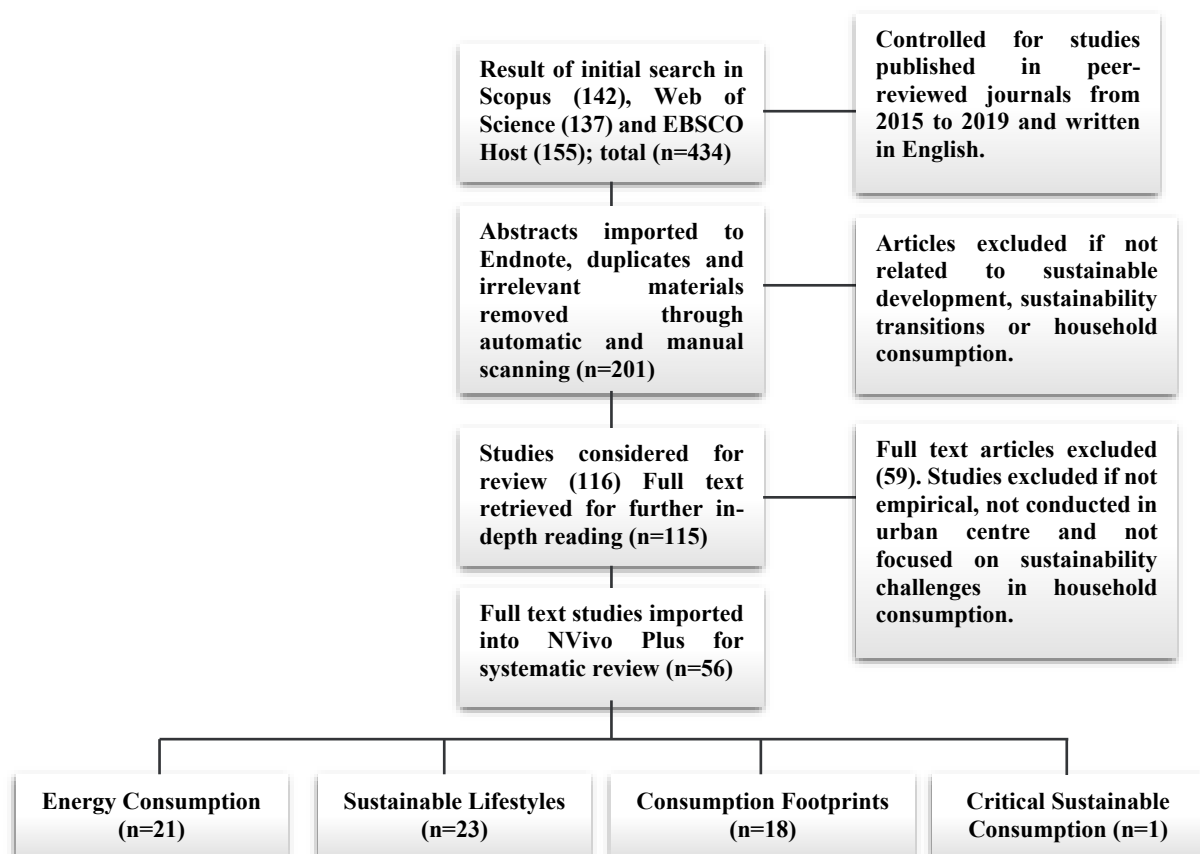 Result of initial search in
Scopus (142), Web of
Science (137) and EBSCO
Host (155); total (n=434)
Controlled for studies
published in peer-
reviewed journals from
2015 to 2019 and written
in English.
Abstracts imported to
Endnote, duplicates and
irrelevant materials
removed through
automatic and manual
scanning (n=201)
Articles excluded if not
related to sustainable
development, sustainability
transitions or household
consumption.
Studies considered for
review (116) Full text
retrieved for further in-
depth reading (n=115)
Full text articles excluded
(59). Studies excluded if not
empirical, not conducted in
urban centre and not
focused on sustainability
challenges in household
consumption.
Full text studies imported
into NVivo Plus for
systematic review (n=56)
Energy Consumption
(n=21)
Sustainable Lifestyles
(n=23)
Consumption Footprints
(n=18)
Critical Sustainable
Consumption (n=1)